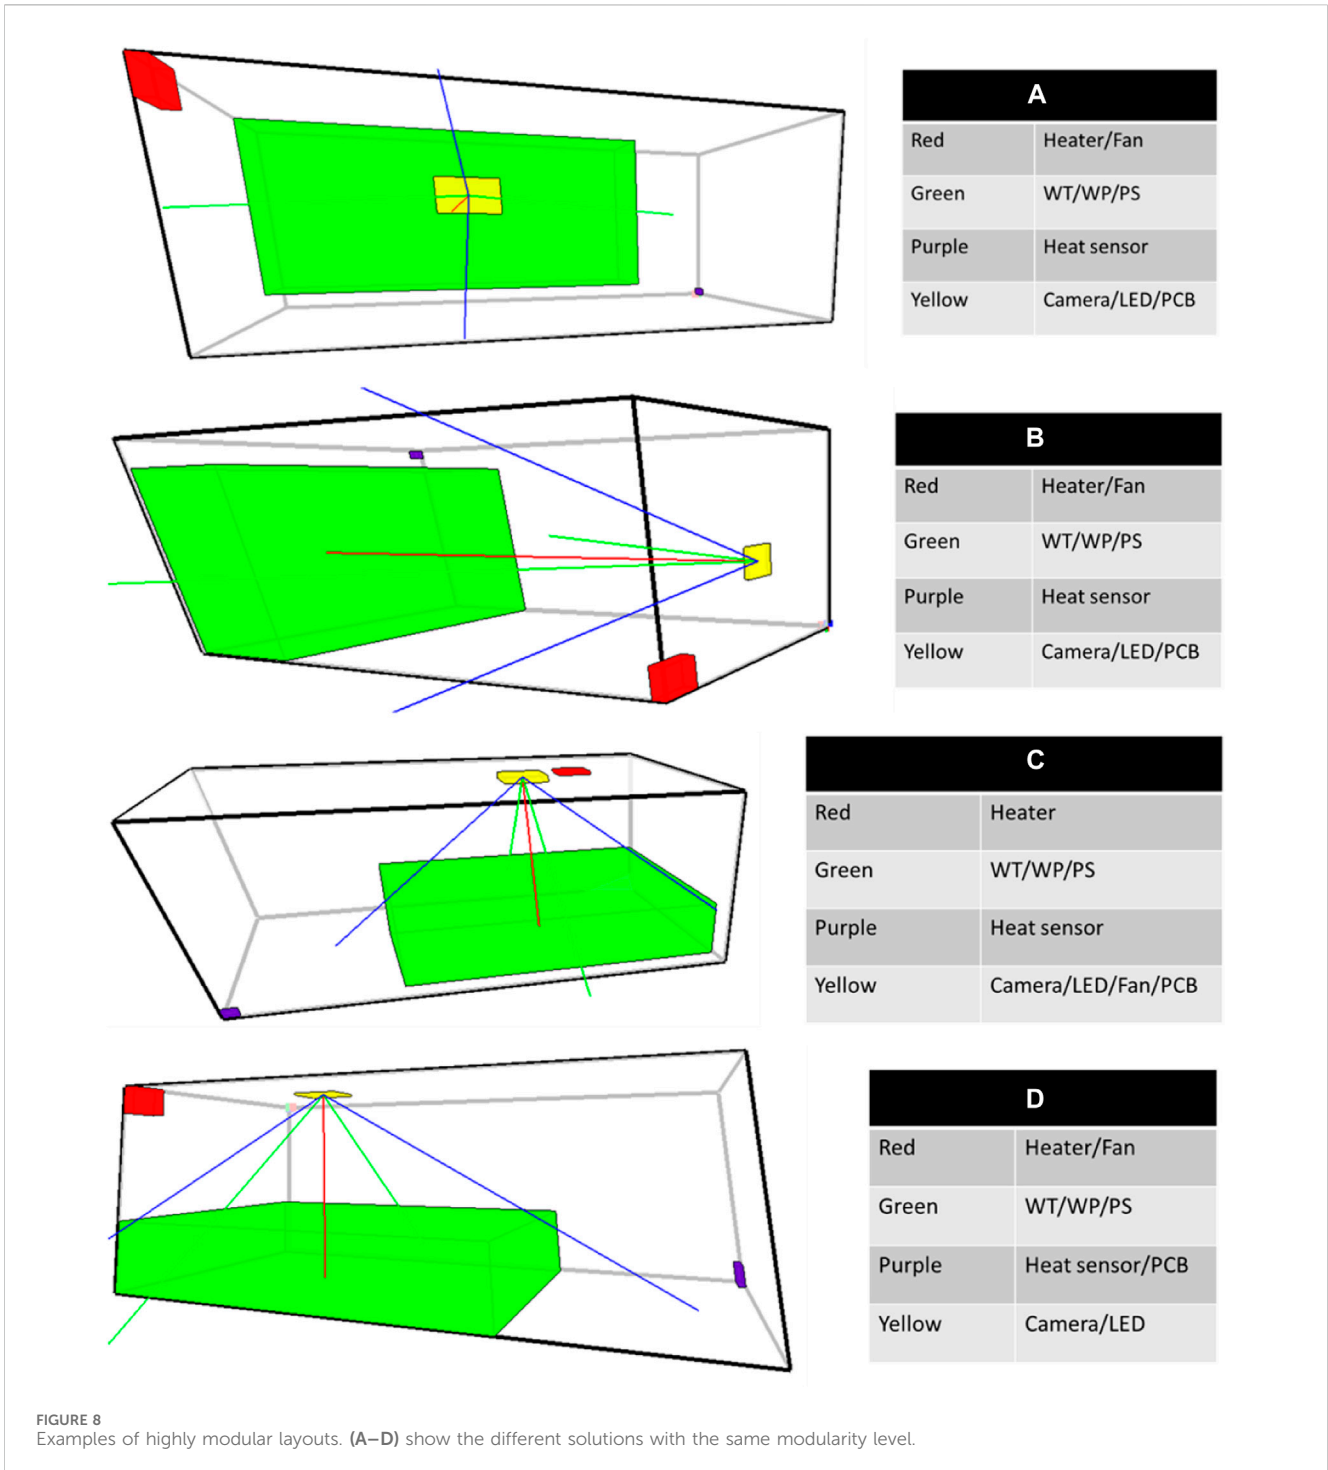 A
Red Heater/Fan
Green WT/WP/PS
Purple Heat sensor
Yellow Camera/LED/PCB
B
Red Heater/Fan
Green WT/WP/PS
Purple Heat sensor
Yellow Camera/LED/PCB
C
Red Heater
Green WT/WP/PS
Purple Heat sensor
Yellow Camera/LED/Fan/PCB
D
Red Heater/Fan
Green WT/WP/PS
Purple Heat sensor/PCB
Yellow Camera/LED
FIGURE 8
Examples of highly modular layouts. (A–D) show the different solutions with the same modularity level.